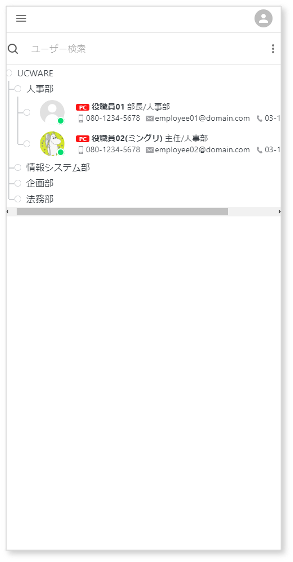 ユーザー検索
UCWARE
人事部
PC 役職員01 部長/人事部
080-1234-5678 employee01@domain.com 03-1
PC 役職員02(ミングリ) 主任/人事部
080-1234-5678 employee02@domain.com 03-1
情報システム部
企画部
法務部